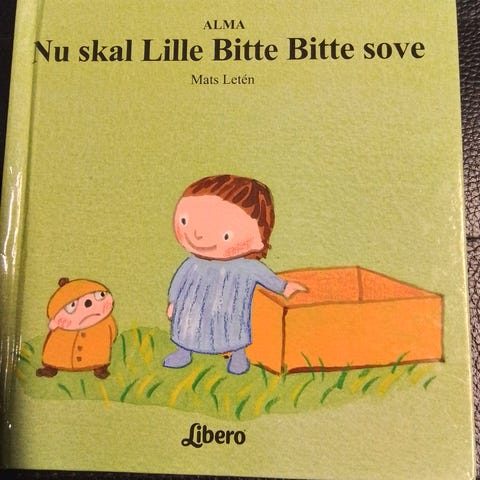 ALMA
Nu skal Lille Bitte Bitte sove
Mats Letén
Libero